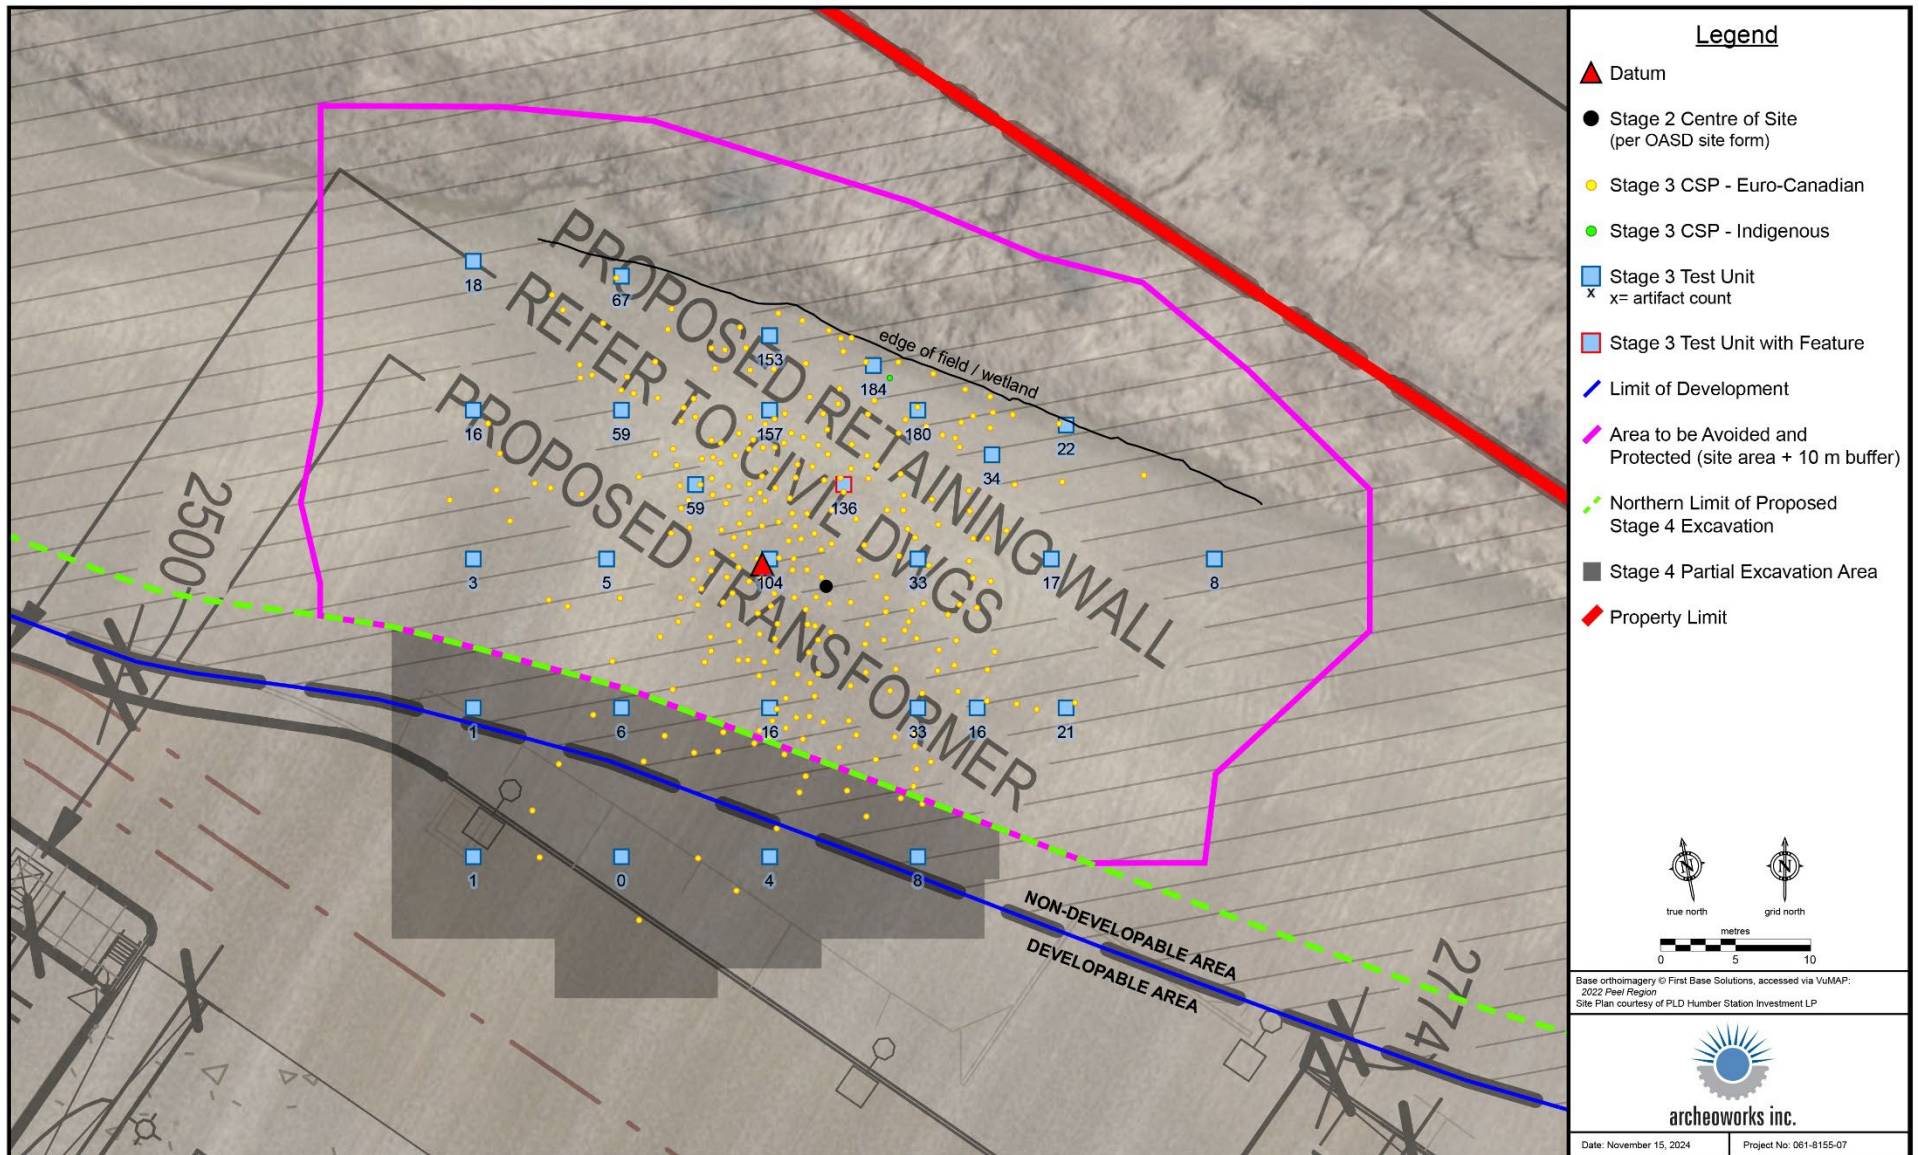 PROPOSED RETAINING WALL
REFER TO CIVIL DWGS
PROPOSED TRANSFORMER
2500
2774
edge of field / wetland
18
67
153
184
16
59
157
180
22
34
59
136
3
5
104
33
17
8
1
6
16
33
16
21
1
0
4
8
NON-DEVELOPABLE AREA
DEVELOPABLE AREA
Legend
Datum
Stage 2 Centre of Site
(per OASD site form)
Stage 3 CSP - Euro-Canadian
Stage 3 CSP - Indigenous
Stage 3 Test Unit
x x= artifact count
Stage 3 Test Unit with Feature
Limit of Development
Area to be Avoided and
Protected (site area + 10 m buffer)
Northern Limit of Proposed
Stage 4 Excavation
Stage 4 Partial Excavation Area
Property Limit
N N
true north grid north
metres
0 5 10
Base orthoimagery © First Base Solutions, accessed via VuMAP:
2022 Peel Region
Site Plan courtesy of PLD Humber Station Investment LP
archeoworks inc.
Date: November 15, 2024 Project No: 061-8155-07